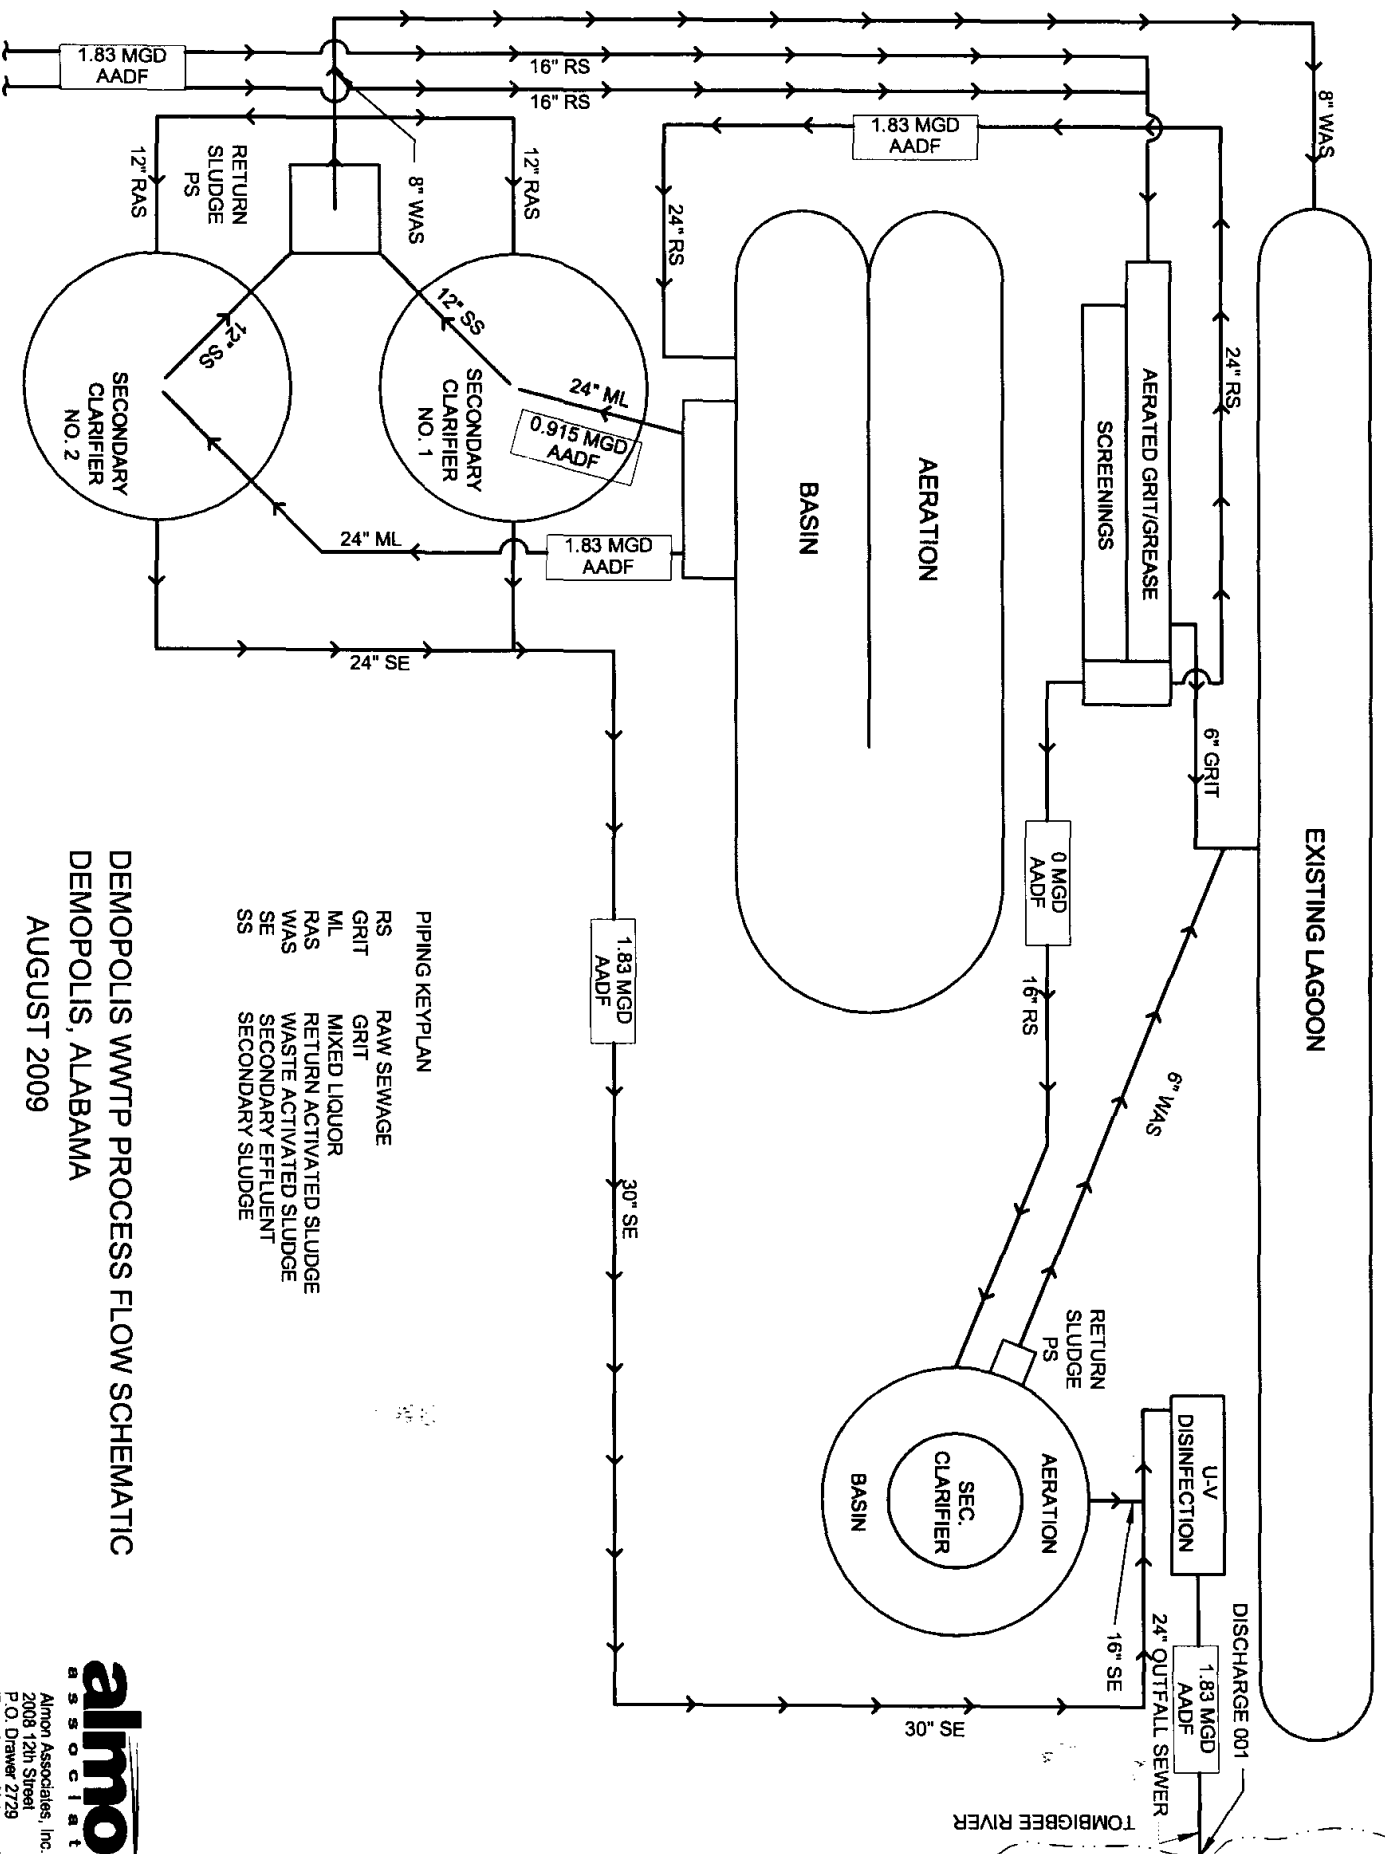 EXISTING LAGOON
8" WAS
24" RS
6" GRIT
6" WAS
AERATED GRIT/GREASE
SCREENINGS
U-V
DISINFECTION
DISCHARGE 001
24" OUTFALL SEWER
1.83 MGD
AADF
TOMBIGBEE RIVER
16" SE
RETURN
SLUDGE
PS
AERATION
SEC.
CLARIFIER
BASIN
0 MGD
AADF
16" RS
1.83 MGD
AADF
24" RS
AERATION
BASIN
30" SE
16" RS
16" RS
1.83 MGD
AADF
12" RAS
8" WAS
12" RAS
RETURN
SLUDGE
PS
24" ML
0.915 MGD
AADF
12" SS
SECONDARY
CLARIFIER
NO. 1
12" SS
SECONDARY
CLARIFIER
NO. 2
1.83 MGD
AADF
24" ML
24" SE
1.83 MGD
AADF
30" SE
PIPING KEYPLAN
RS RAW SEWAGE
GRIT GRIT
ML MIXED LIQUOR
RAS RETURN ACTIVATED SLUDGE
WAS WASTE ACTIVATED SLUDGE
SE SECONDARY EFFLUENT
SS SECONDARY SLUDGE
DEMOPOLIS WWTP PROCESS FLOW SCHEMATIC
DEMOPOLIS, ALABAMA
AUGUST 2009
almo
associat
Almon Associates, Inc.
2008 12th Street
P.O. Drawer 2729